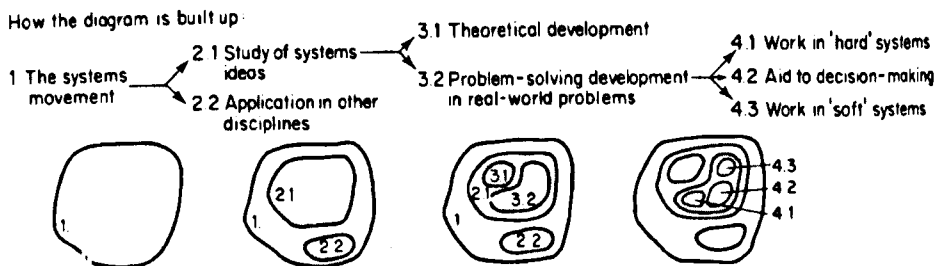 How the diagram is built up:
1 The systems movement
2.1 Study of systems ideas
2.2 Application in other disciplines
3.1 Theoretical development
3.2 Problem-solving development in real-world problems
4.1 Work in 'hard' systems
4.2 Aid to decision-making
4.3 Work in 'soft' systems
1.
1.
2.1
2.2
1
2.1
3.1
3.2
2.2
4.3
4.2
4.1